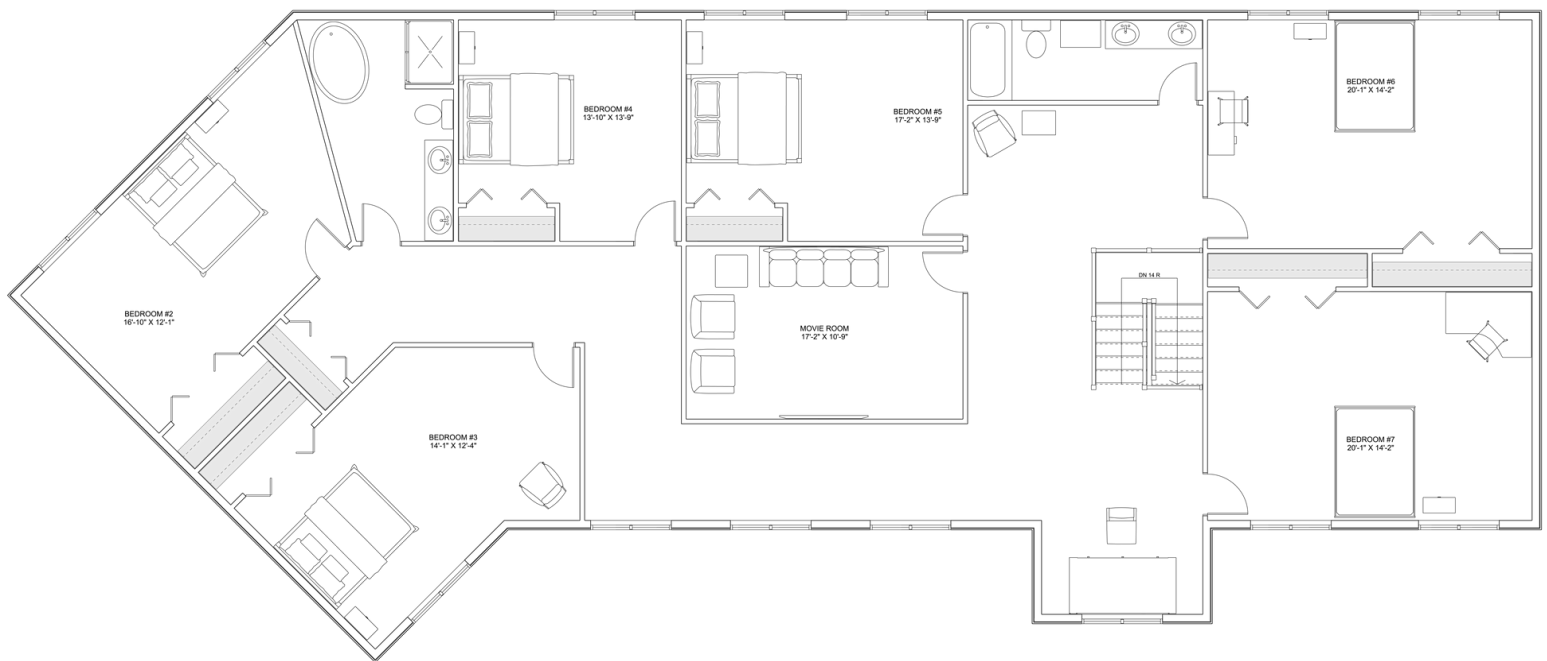 BEDROOM #4
13'-10" X 13'-9"
BEDROOM #5
17'-2" X 13'-9"
BEDROOM #6
20'-1" X 14'-2"
DN 14 R
BEDROOM #2
16'-10" X 12'-1"
MOVIE ROOM
17'-2" X 10'-9"
BEDROOM #3
14'-1" X 12'-4"
BEDROOM #7
20'-1" X 14'-2"